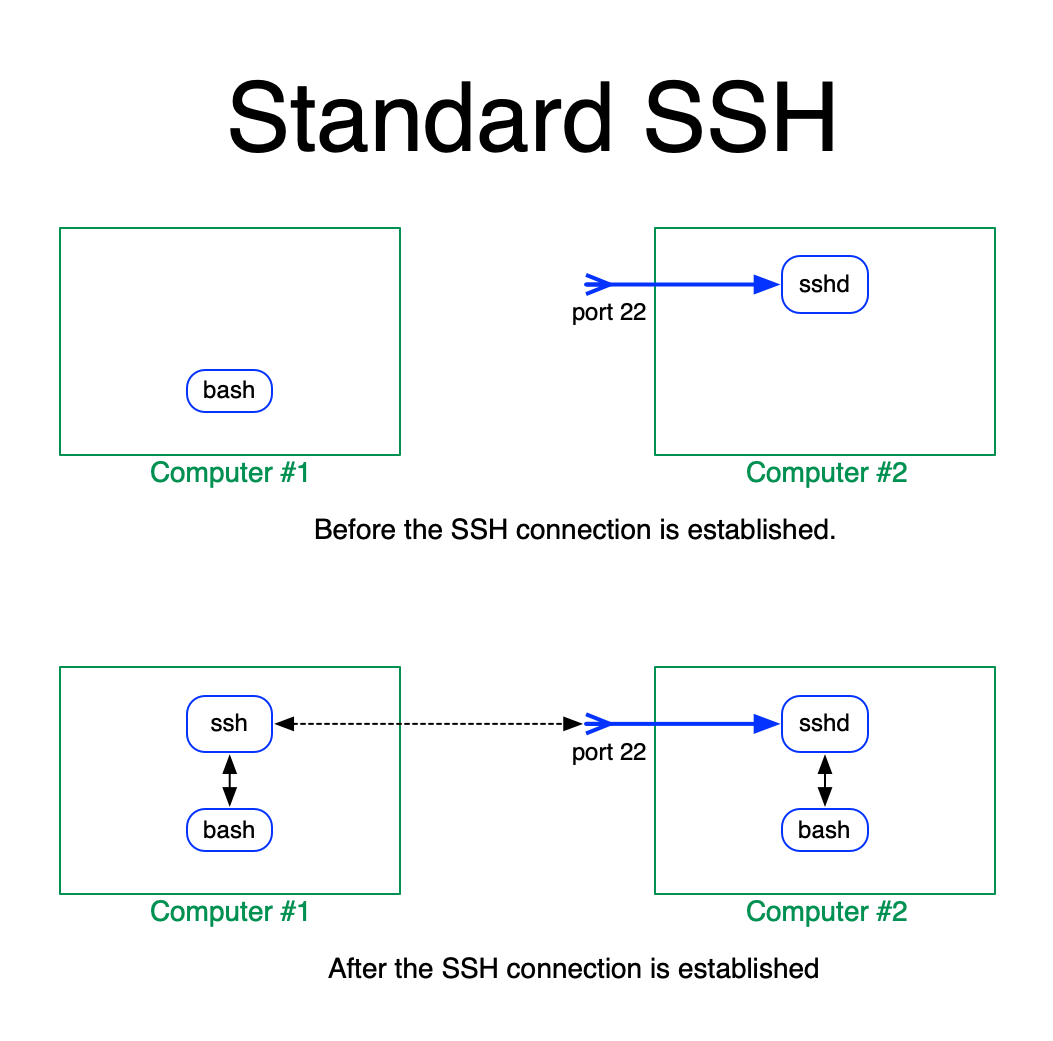 Standard SSH
sshd
port 22
bash
Computer #1
Computer #2
Before the SSH connection is established.
ssh
sshd
port 22
bash
bash
Computer #1
Computer #2
After the SSH connection is established